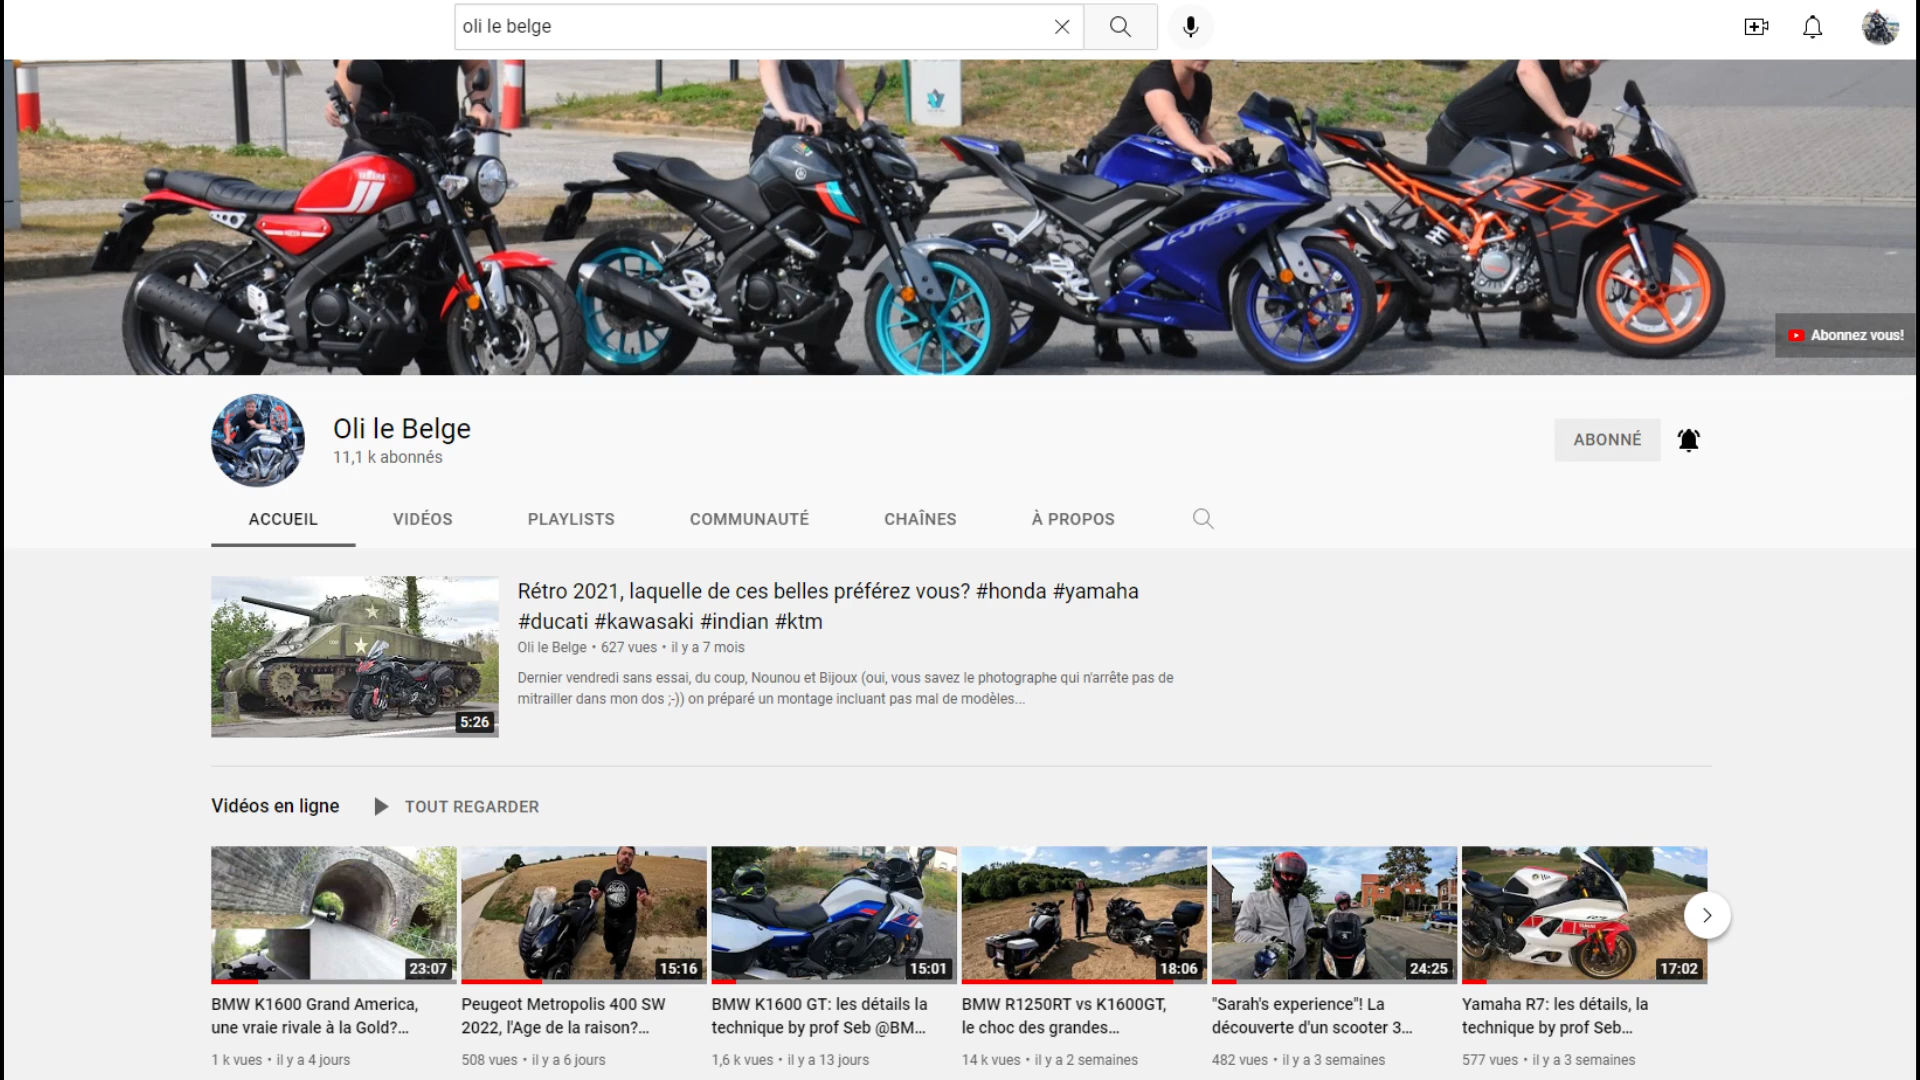 oli le belge
YAMAHA
Abonnez vous!
Oli le Belge
11,1 k abonnés
ABONNÉ
ACCUEIL
VIDÉOS
PLAYLISTS
COMMUNAUTÉ
CHAÎNES
À PROPOS
Rétro 2021, laquelle de ces belles préférez vous? #honda #yamaha
#ducati #kawasaki #indian #ktm
Oli le Belge • 627 vues • il y a 7 mois
Dernier vendredi sans essai, du coup, Nounou et Bijoux (oui, vous savez le photographe qui n'arrête pas de
mitrailler dans mon dos ;-)) on préparé un montage incluant pas mal de modèles...
5:26
Vidéos en ligne
TOUT REGARDER
23:07
BMW K1600 Grand America,
une vraie rivale à la Gold?...
1 k vues • il y a 4 jours
15:16
Peugeot Metropolis 400 SW
2022, l'Age de la raison?...
508 vues • il y a 6 jours
15:01
BMW K1600 GT: les détails la
technique by prof Seb @BM...
1,6 k vues • il y a 13 jours
18:06
BMW R1250RT vs K1600GT,
le choc des grandes...
14 k vues • il y a 2 semaines
24:25
"Sarah's experience"! La
découverte d'un scooter 3...
482 vues • il y a 3 semaines
17:02
Yamaha R7: les détails, la
technique by prof Seb...
577 vues • il y a 3 semaines